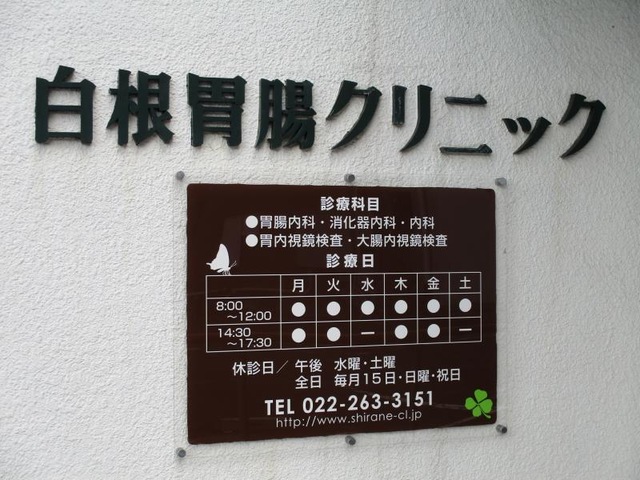 白根胃腸クリニック
診療科目
●胃腸内科・消化器内科・内科
●胃内視鏡検査・大腸内視鏡検査
診療日
月 火 水 木 金 土
8:00～12:00 ● ● ● ● ● ●
14:30～17:30 ● ● ー ● ● ー
休診日／ 午後 水曜・土曜
全日 毎月15日・日曜・祝日
TEL 022-263-3151
http://www.shirane-cl.jp